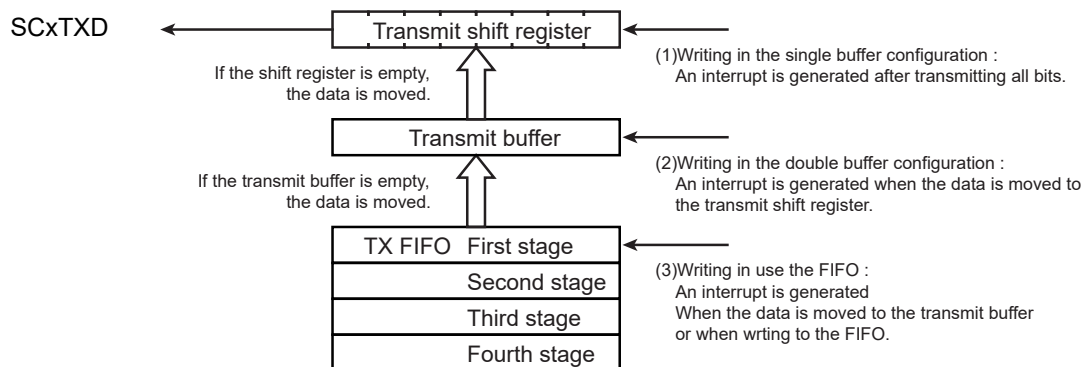 SCxTXD
Transmit shift register
(1)Writing in the single buffer configuration :
An interrupt is generated after transmitting all bits.
If the shift register is empty,
the data is moved.
Transmit buffer
(2)Writing in the double buffer configuration :
An interrupt is generated when the data is moved to
the transmit shift register.
If the transmit buffer is empty,
the data is moved.
TX FIFO First stage
Second stage
Third stage
Fourth stage
(3)Writing in use the FIFO :
An interrupt is generated
When the data is moved to the transmit buffer
or when wrting to the FIFO.